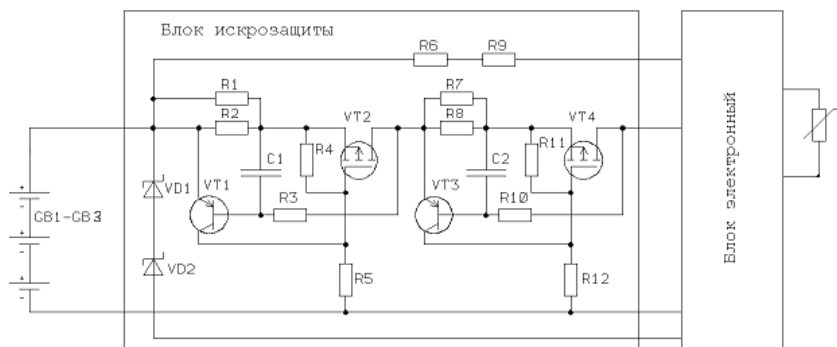 Блок искрозащиты
R6
R9
R1
R7
R2
VT2
R8
VT4
R4
R11
C1
C2
VT1
VT3
VD1
R3
R10
GB1-GB3
VD2
R5
R12
Блок электронный